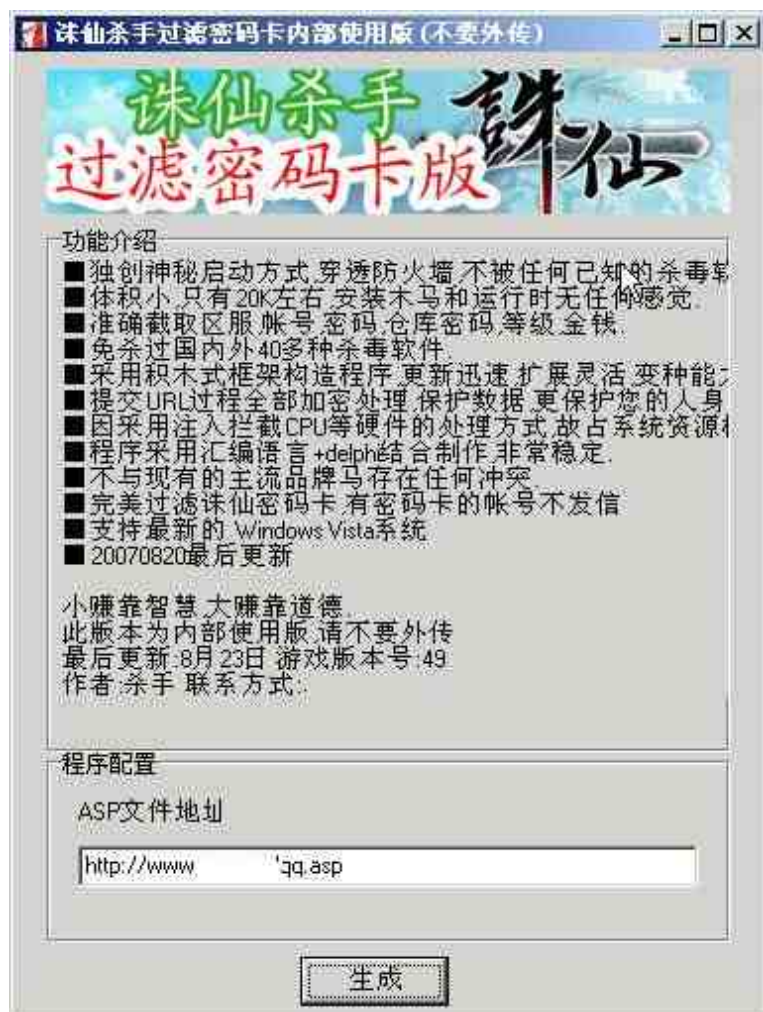 诛仙杀手过滤密码卡内部使用版(不要外传)
诛仙杀手
过滤密码卡版
誅仙
功能介绍
■独创神秘启动方式,穿透防火墙,不被任何已知的杀毒软
■体积小,只有20K左右,安装木马和运行时无任何感觉.
■准确截取区服,帐号,密码,仓库密码,等级,金钱.
■免杀过国内外40多种杀毒软件.
■采用积木式框架构造程序,更新迅速,扩展灵活,变种能力
■提交URL过程全部加密处理,保护数据,更保护您的人身
■因采用注入拦截CPU等硬件的处理方式,故占系统资源
■程序采用汇编语言+delphi结合制作,非常稳定.
■不与现有的主流品牌马存在任何冲突.
■完美过滤诛仙密码卡,有密码卡的帐号不发信
■支持最新的 Windows Vista系统
■20070820最后更新
小赚靠智慧,大赚靠道德.
此版本为内部使用版,请不要外传
最后更新:8月23日 游戏版本号:49
作者:杀手 联系方式:.
程序配置
ASP文件地址
http://www. qq.asp
生成